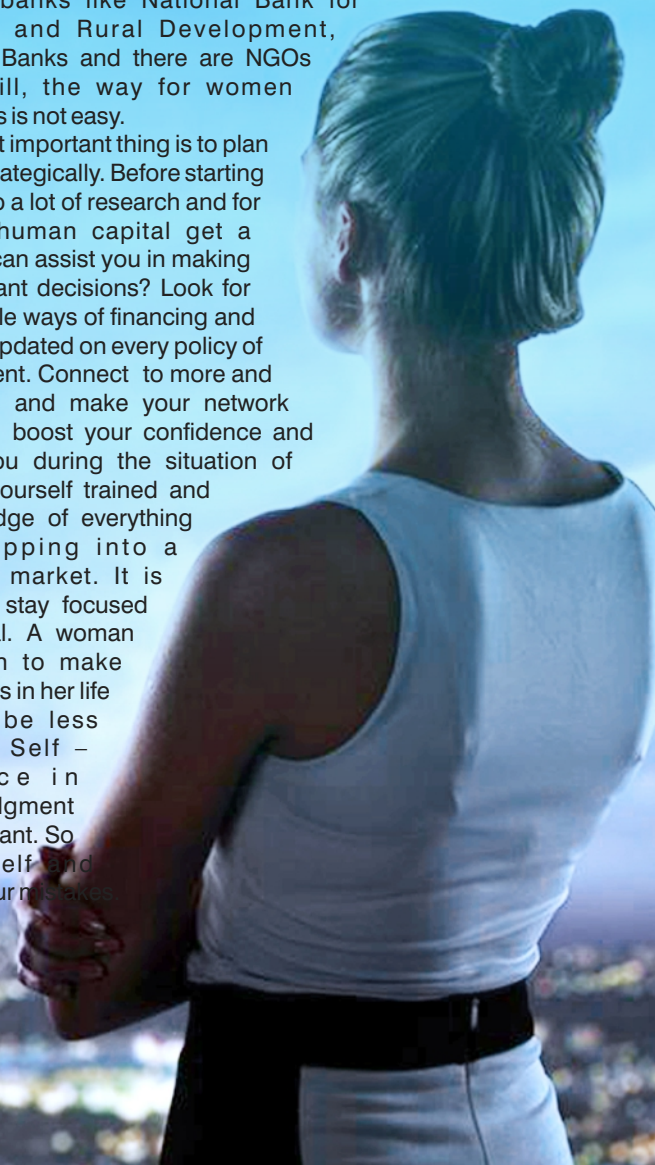 banks like National Bank for
and Rural Development,
Banks and there are NGOs
ill, the way for women
s is not easy.
t important thing is to plan
ategically. Before starting
o a lot of research and for
human capital get a
can assist you in making
ant decisions? Look for
le ways of financing and
pdated on every policy of
ent. Connect to more and
and make your network
boost your confidence and
ou during the situation of
ourself trained and
dge of everything
pping into a
market. It is
stay focused
l. A woman
n to make
s in her life
be less
Self –
ce in
dgment
ant. So
elf and
ur mistakes.